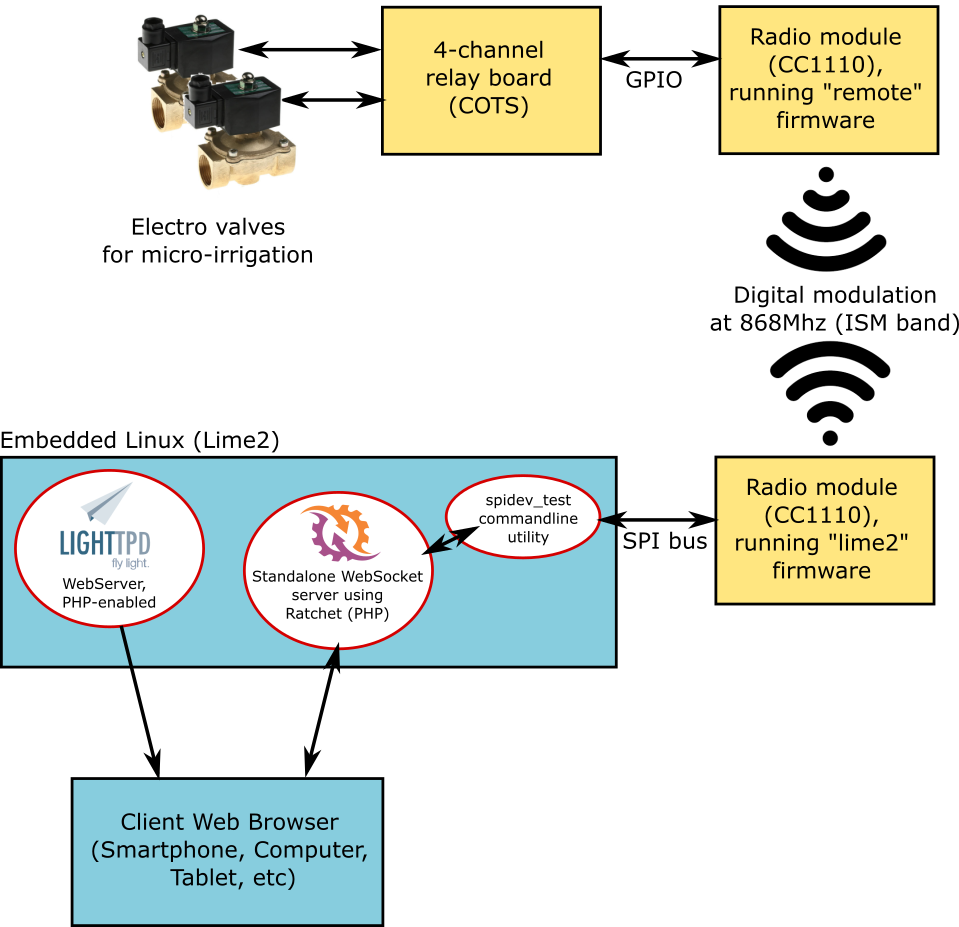 4-channel
relay board
(COTS)
GPIO
Radio module
(CC1110),
running "remote"
firmware
Electro valves
for micro-irrigation
Digital modulation
at 868Mhz (ISM band)
Embedded Linux (Lime2)
LIGHTTPD
fly light.
WebServer,
PHP-enabled
Standalone WebSocket
server using
Ratchet (PHP)
spidev_test
commandline
utility
SPI bus
Radio module
(CC1110),
running "lime2"
firmware
Client Web Browser
(Smartphone, Computer,
Tablet, etc)